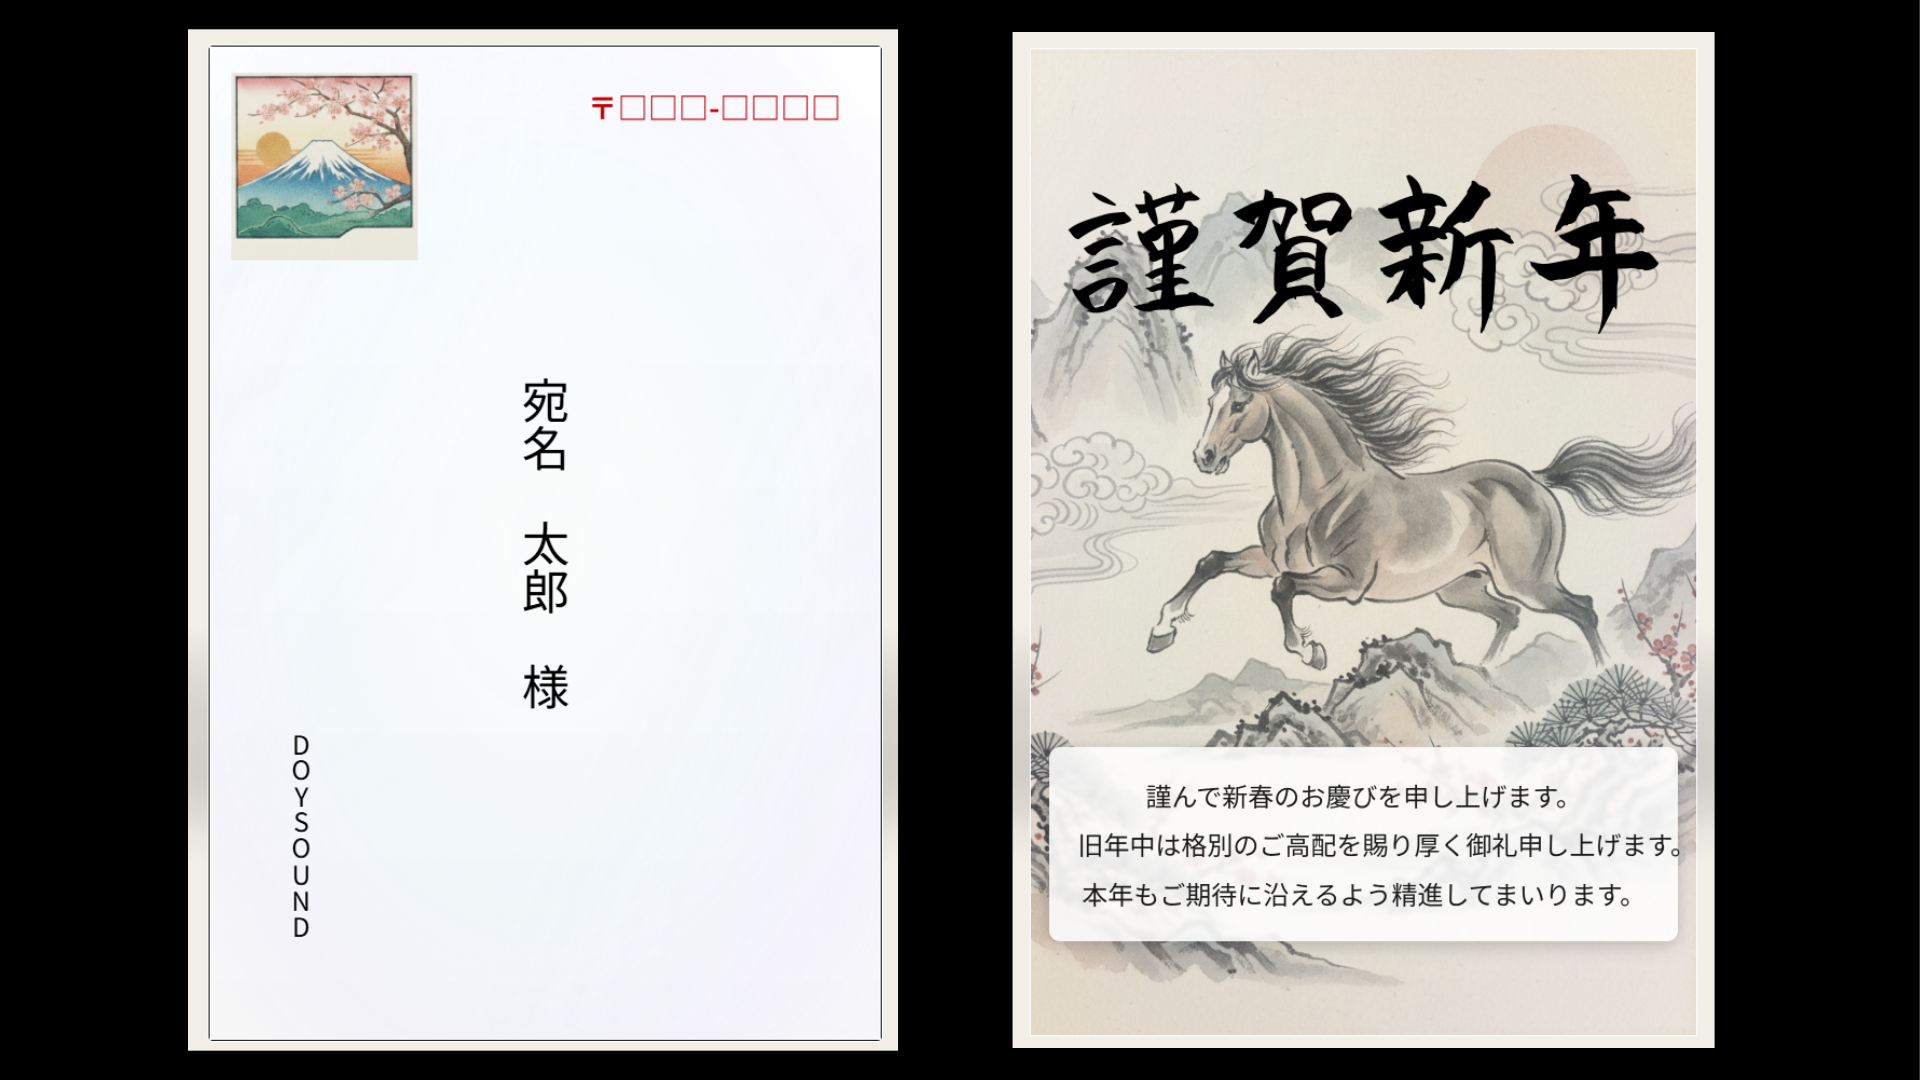 〒□□□-□□□□
宛名　太郎　様
DOYSOUND
謹賀新年
謹んで新春のお慶びを申し上げます。
旧年中は格別のご高配を賜り厚く御礼申し上げます。
本年もご期待に沿えるよう精進してまいります。